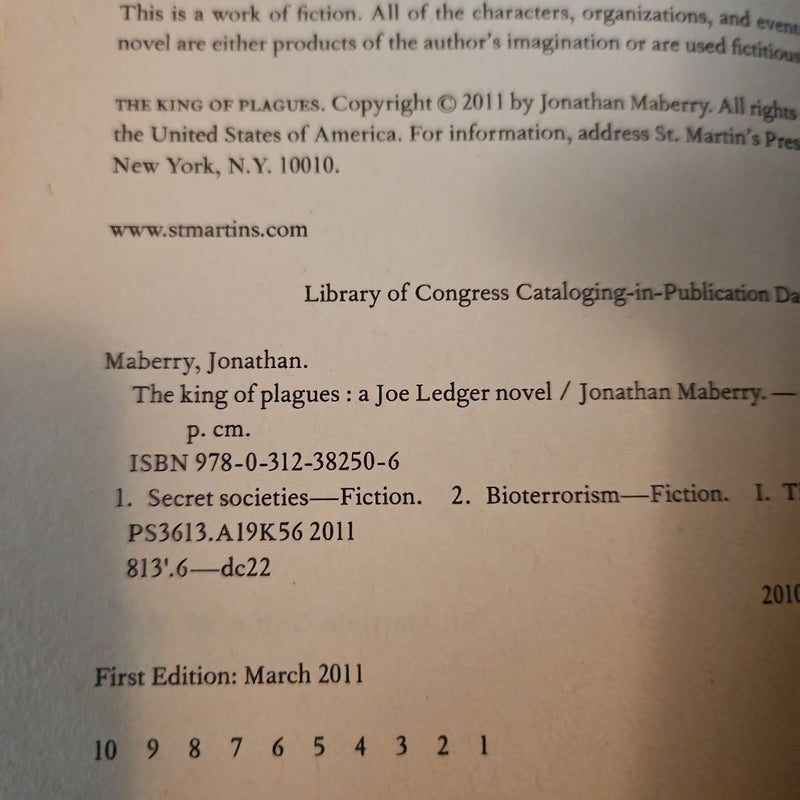 This is a work of fiction. All of the characters, organizations, and event
novel are either products of the author's imagination or are used fictitious
THE KING OF PLAGUES. Copyright © 2011 by Jonathan Maberry. All rights
the United States of America. For information, address St. Martin's Pres
New York, N.Y. 10010.
www.stmartins.com
Library of Congress Cataloging-in-Publication Da
Maberry, Jonathan.
The king of plagues : a Joe Ledger novel / Jonathan Maberry.—
p. cm.
ISBN 978-0-312-38250-6
1. Secret societies—Fiction. 2. Bioterrorism—Fiction. I. T
PS3613.A19K56 2011
813'.6—dc22
2010
First Edition: March 2011
10 9 8 7 6 5 4 3 2 1